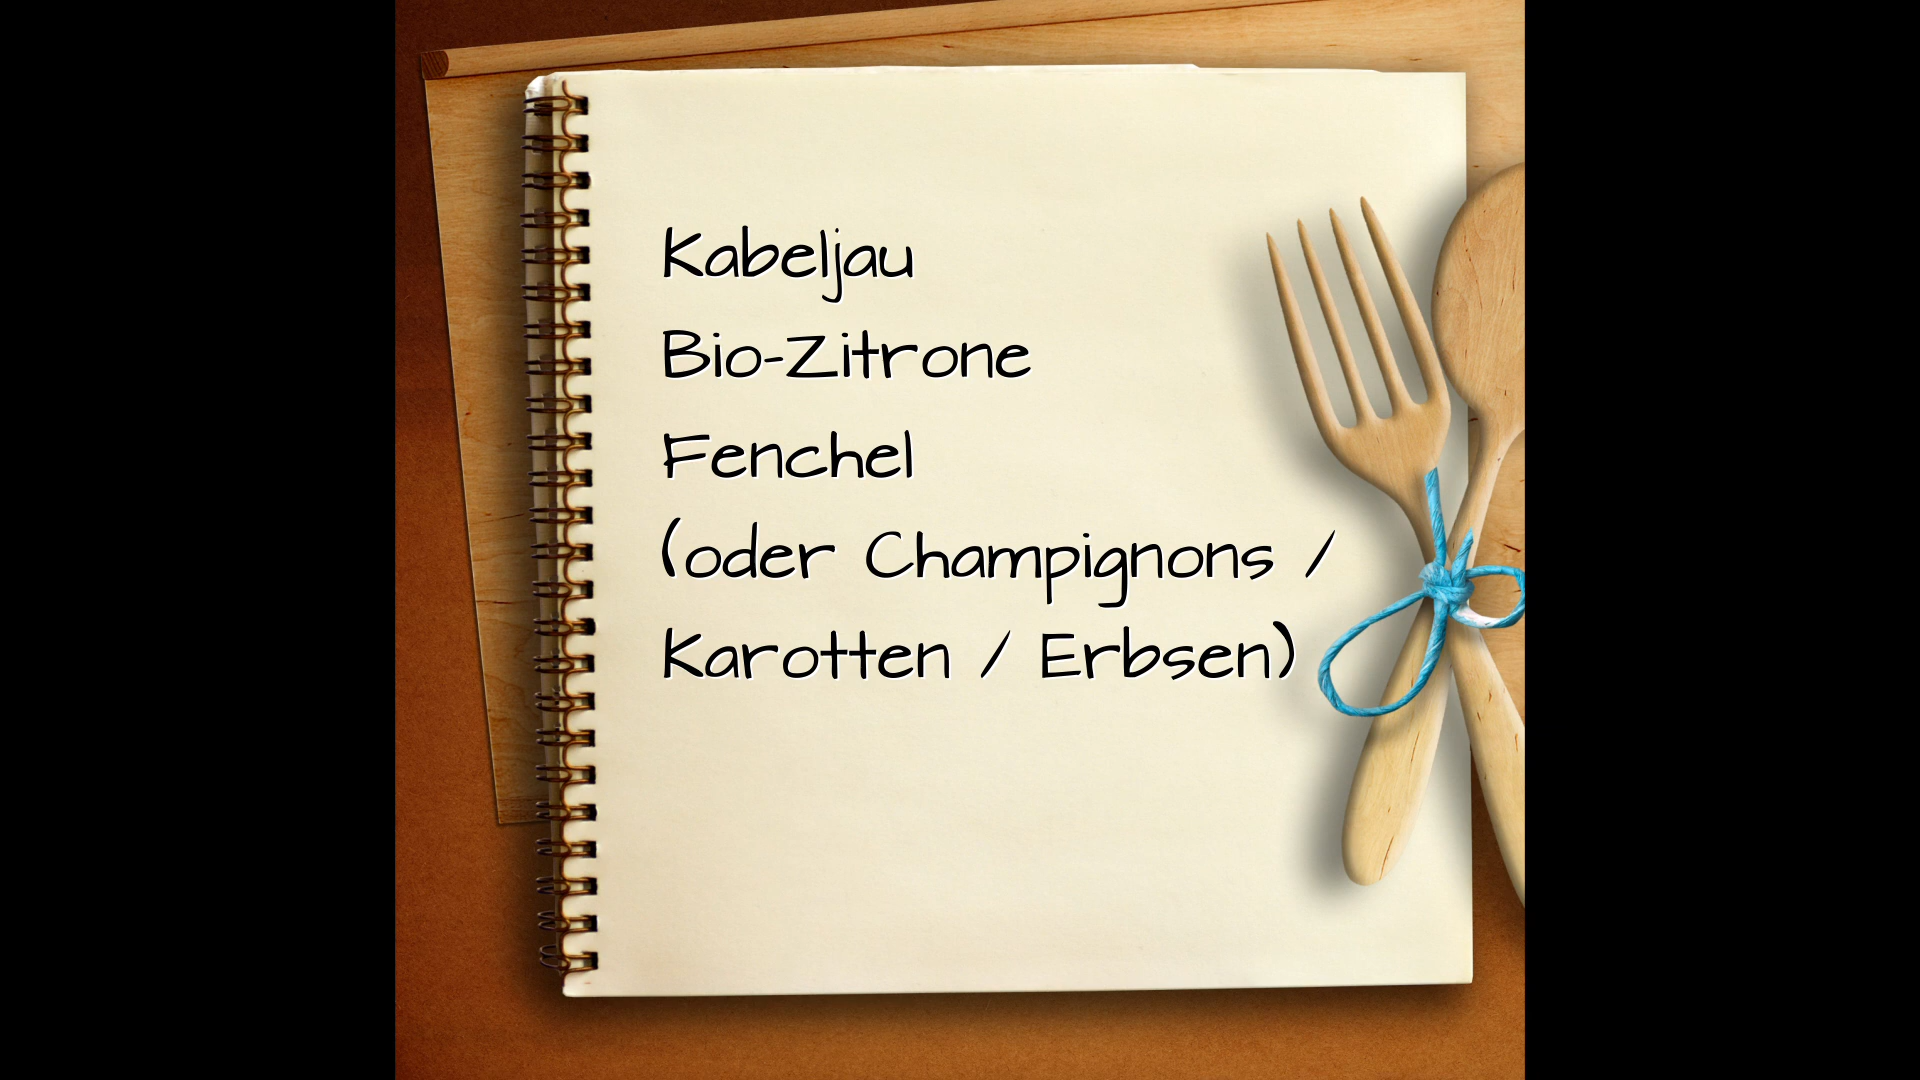 Kabeljau
Bio-Zitrone
Fenchel
(oder Champignons /
Karotten / Erbsen)